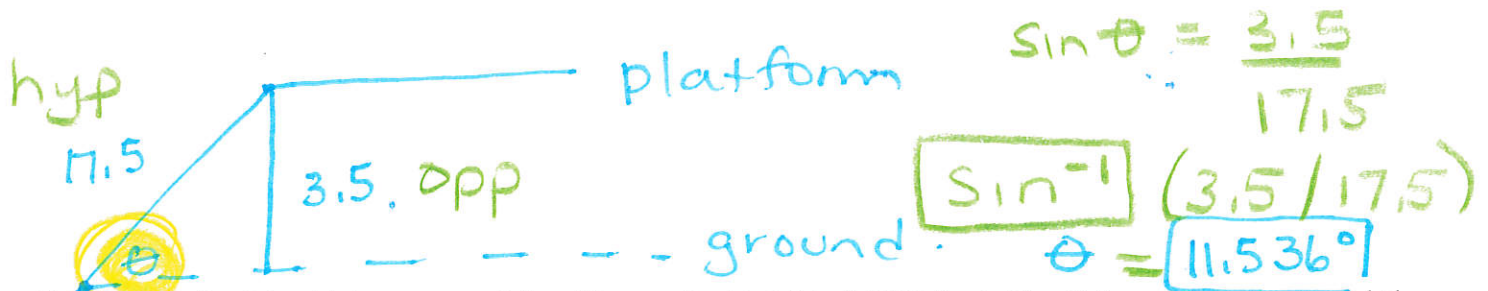 hyp
17.5
θ
3.5. opp
platform
ground.
sin θ = 3.5
17.5
Sin⁻¹ (3.5/17.5)
θ = 11.536°